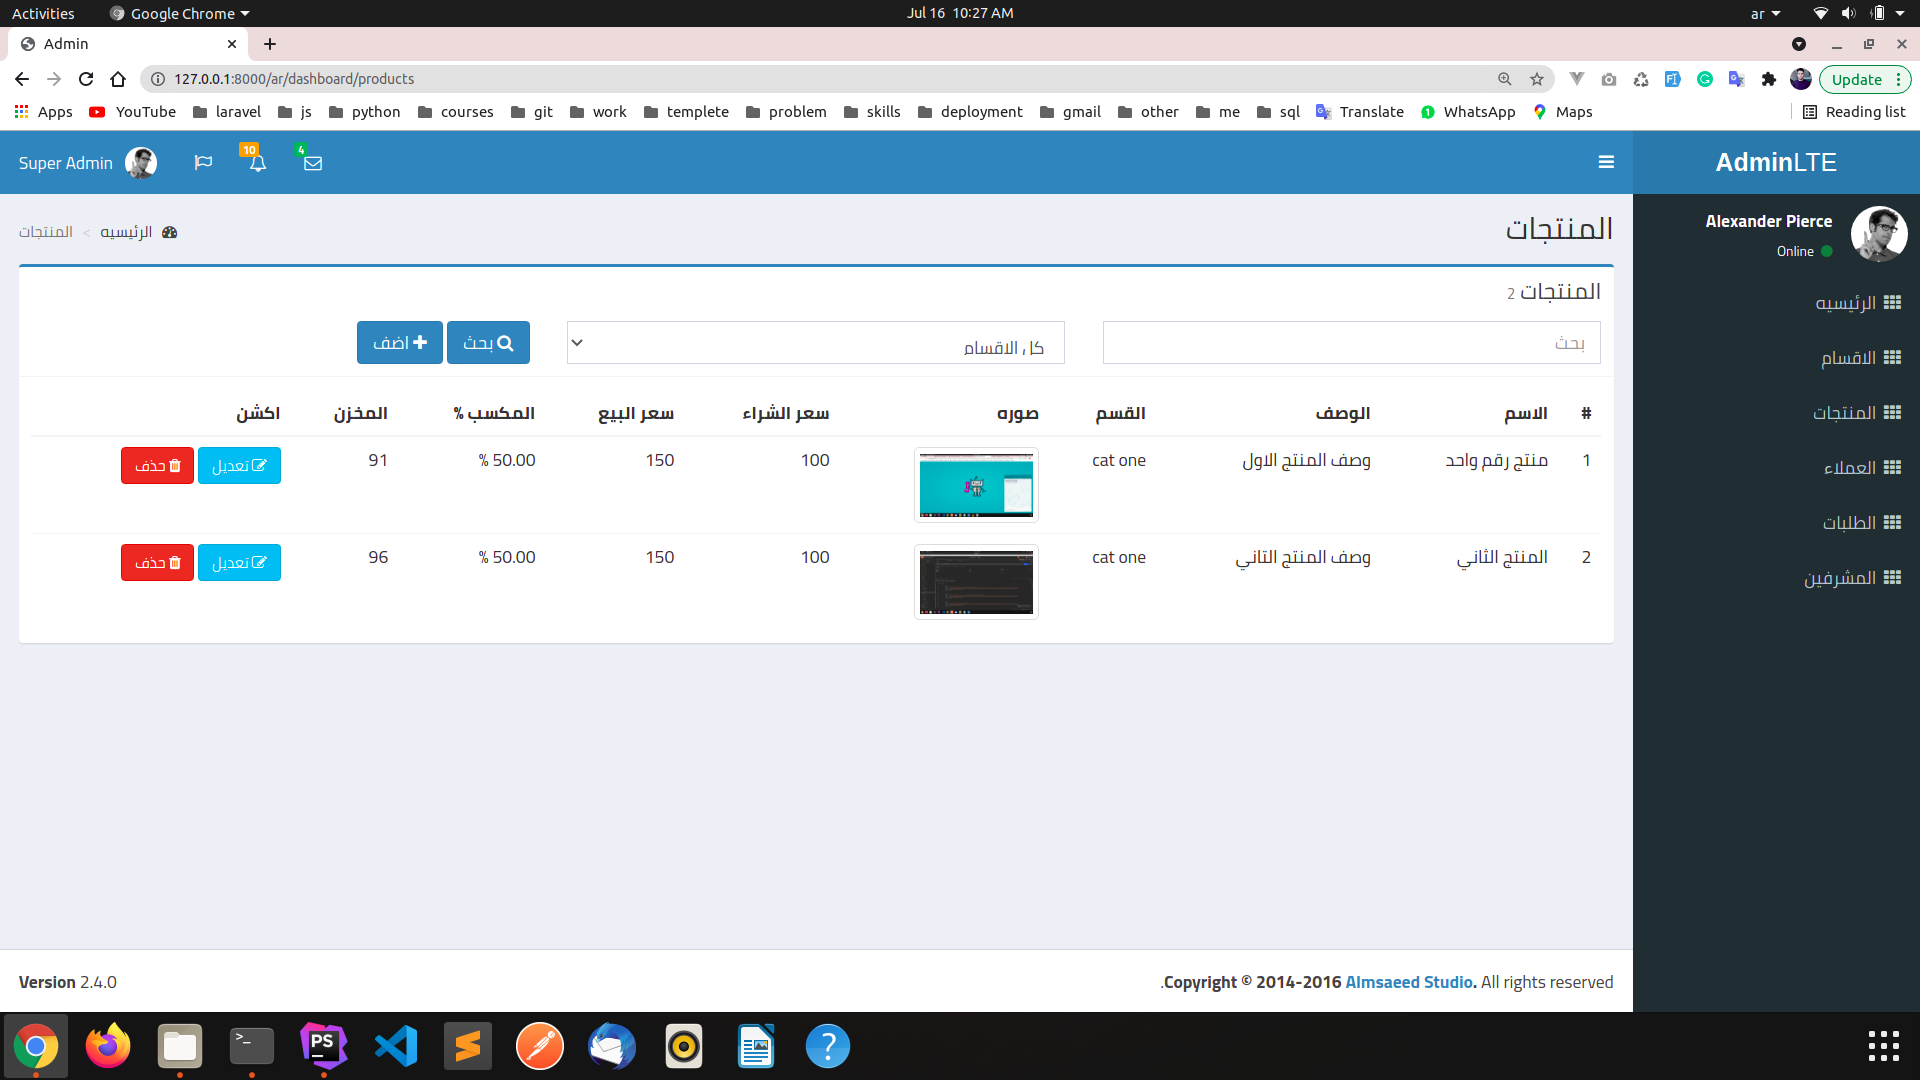 Activities Google Chrome Jul 16 10:27 AM ar
Admin
127.0.0.1:8000/ar/dashboard/products Update
Apps YouTube laravel js python courses git work templete problem skills deployment gmail other me sql Translate WhatsApp Maps Reading list
Super Admin 10 4 AdminLTE
Alexander Pierce
Online
الرئيسيه
الاقسام
المنتجات
العملاء
الطلبات
المشرفين
المنتجات
الرئيسيه > المنتجات
المنتجات 2
بحث كل الاقسام بحث اضف
# الاسم الوصف القسم صوره سعر الشراء سعر البيع المكسب % المخزن اكشن
1 منتج رقم واحد وصف المنتج الاول cat one 100 150 50.00 % 91 تعديل حذف
2 المنتج الثاني وصف المنتج التاني cat one 100 150 50.00 % 96 تعديل حذف
Version 2.4.0 .Copyright © 2014-2016 Almsaeed Studio. All rights reserved